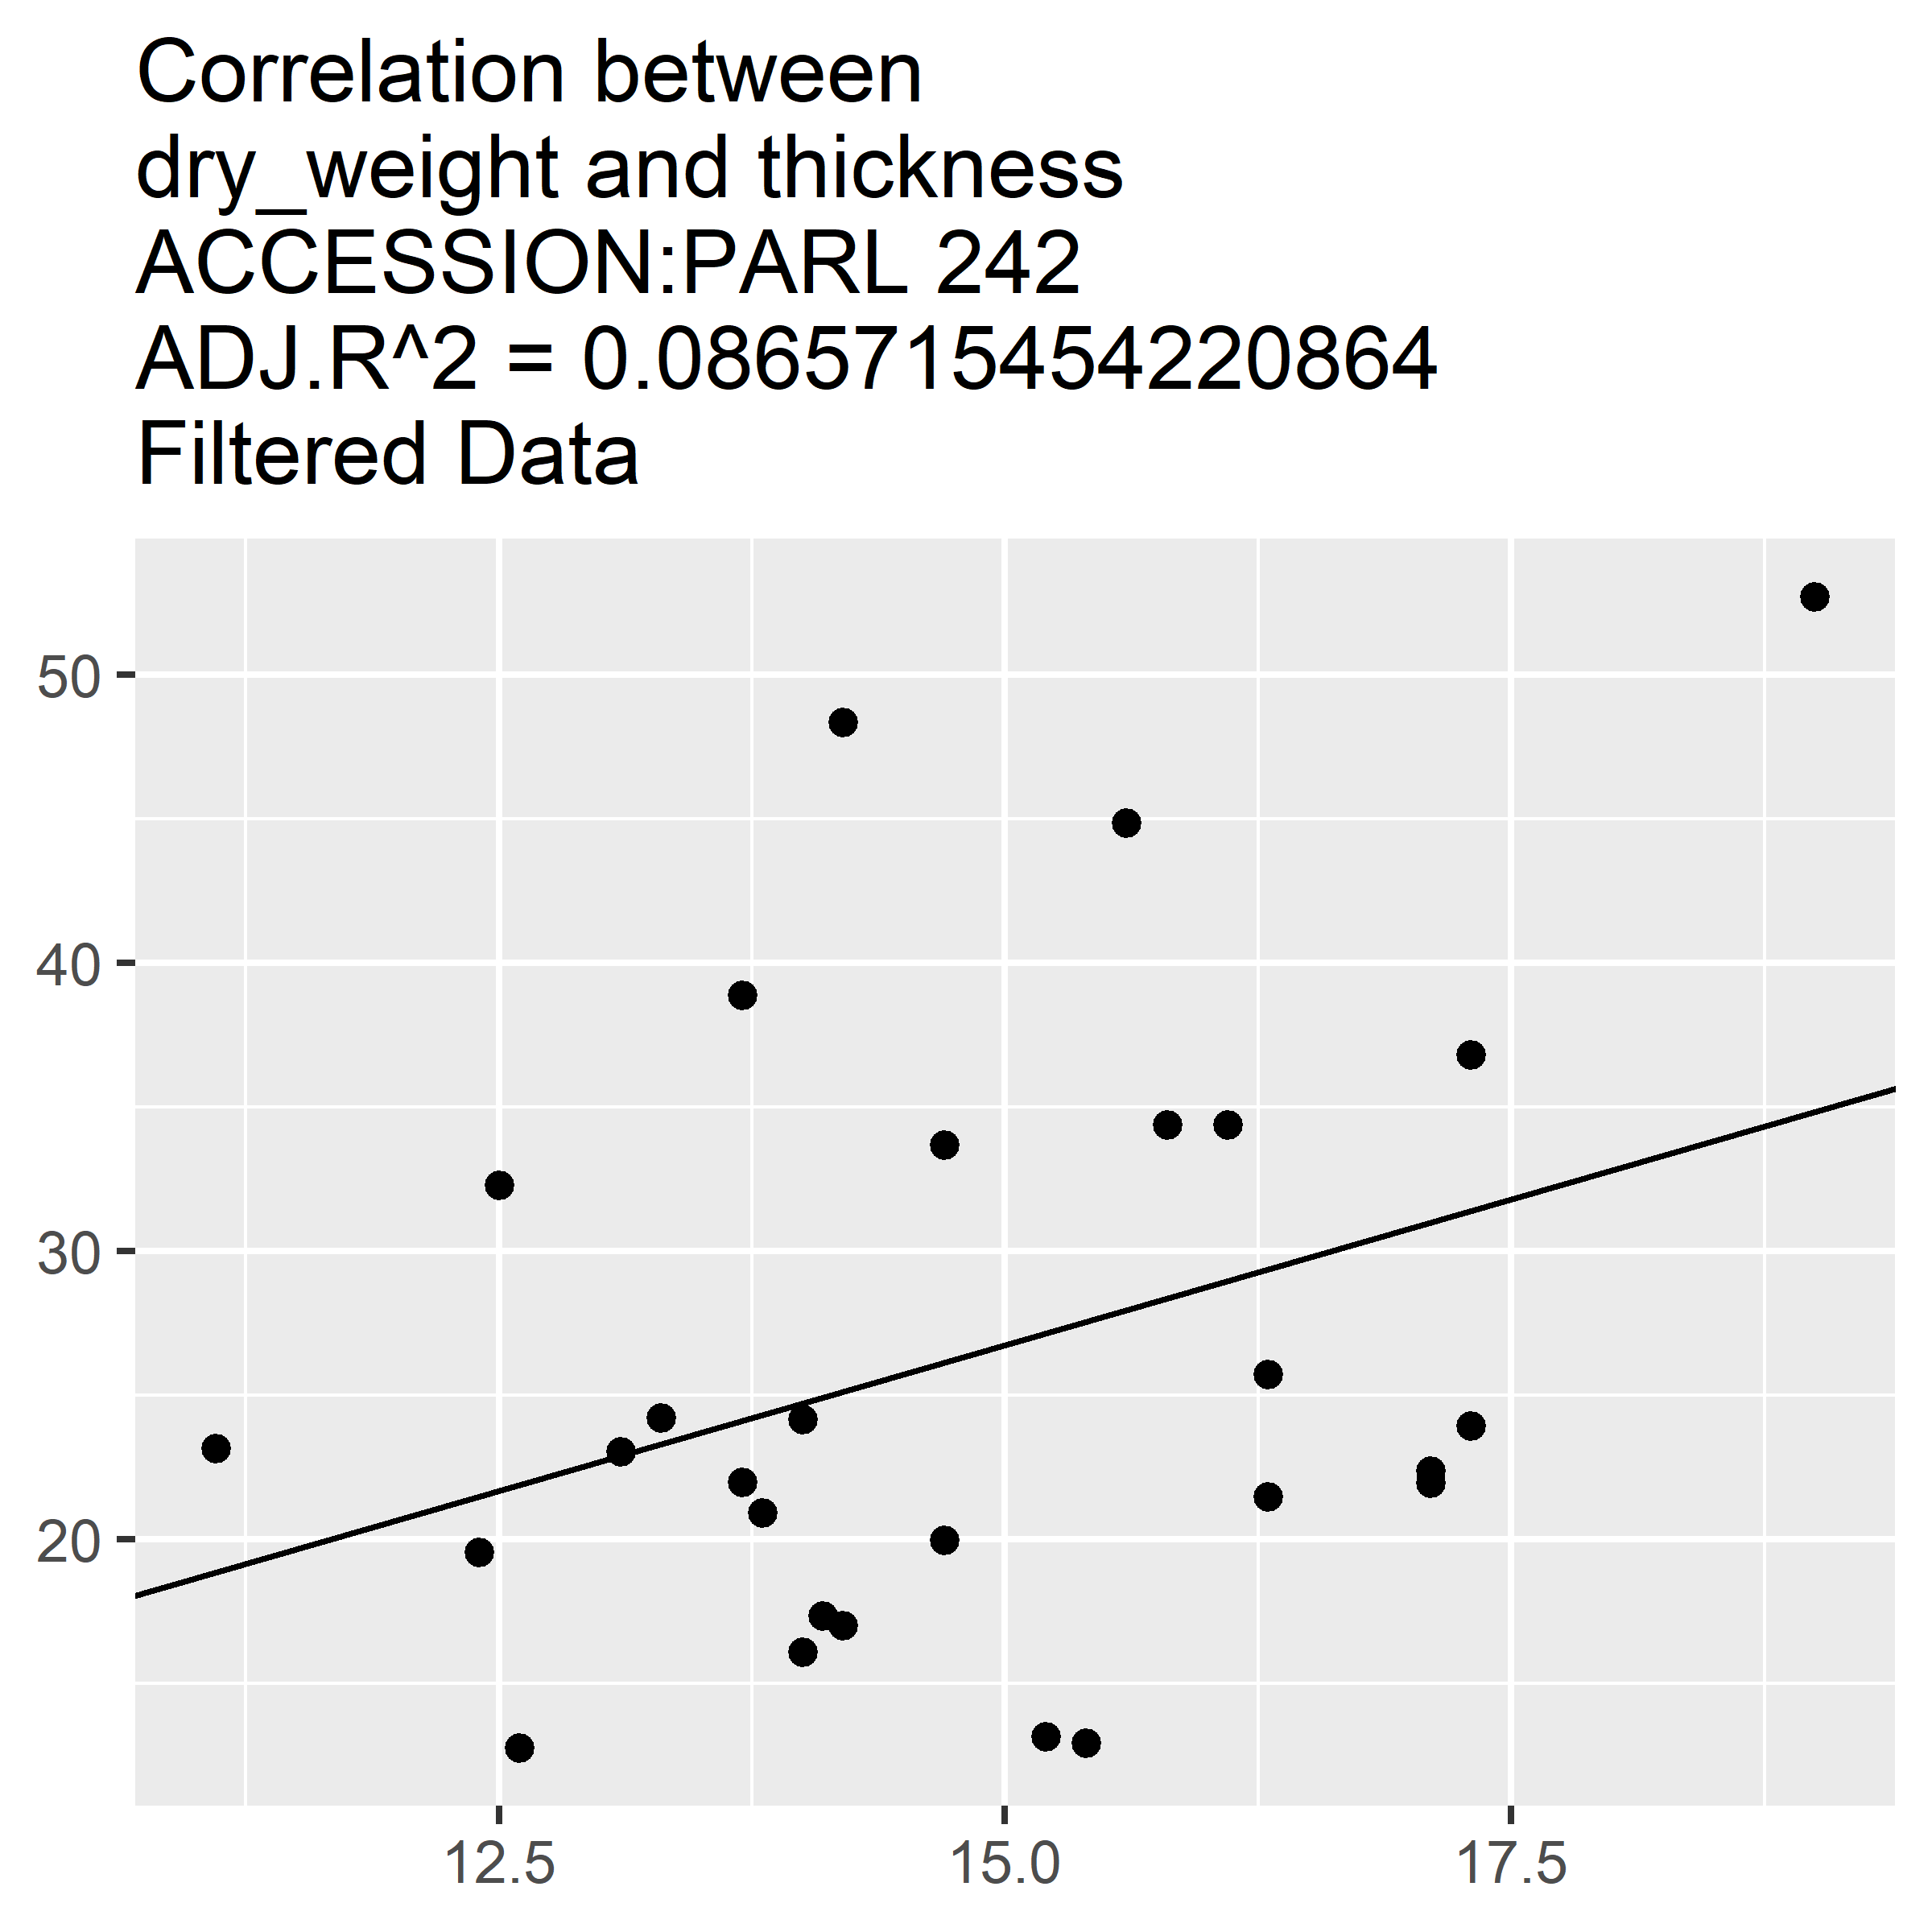 Correlation between
dry_weight and thickness
ACCESSION:PARL 242
ADJ.R^2 = 0.0865715454220864
Filtered Data
50
40
30
20
12.5 15.0 17.5